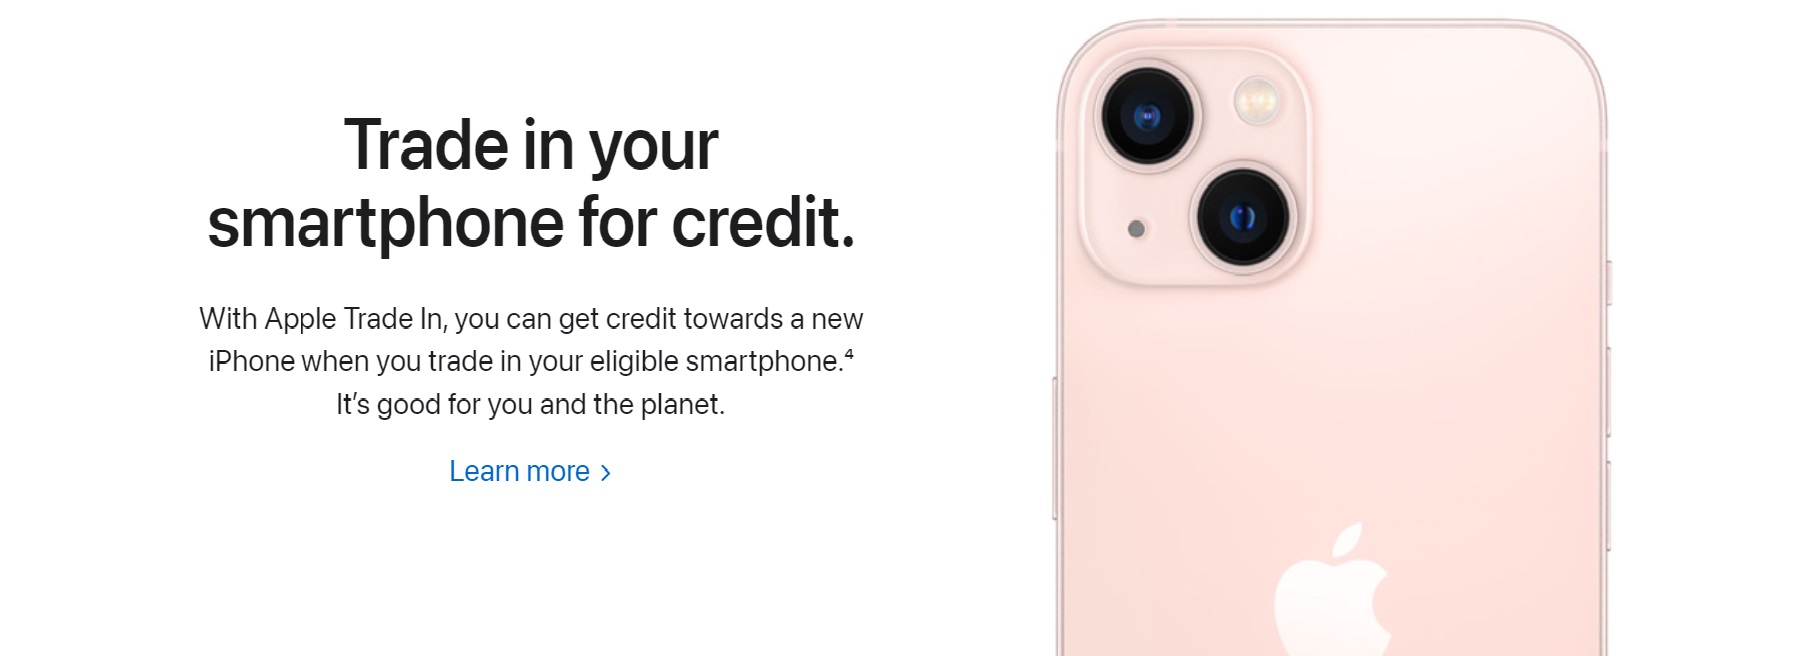 Trade in your
smartphone for credit.
With Apple Trade In, you can get credit towards a new
iPhone when you trade in your eligible smartphone.⁴
It’s good for you and the planet.
Learn more >